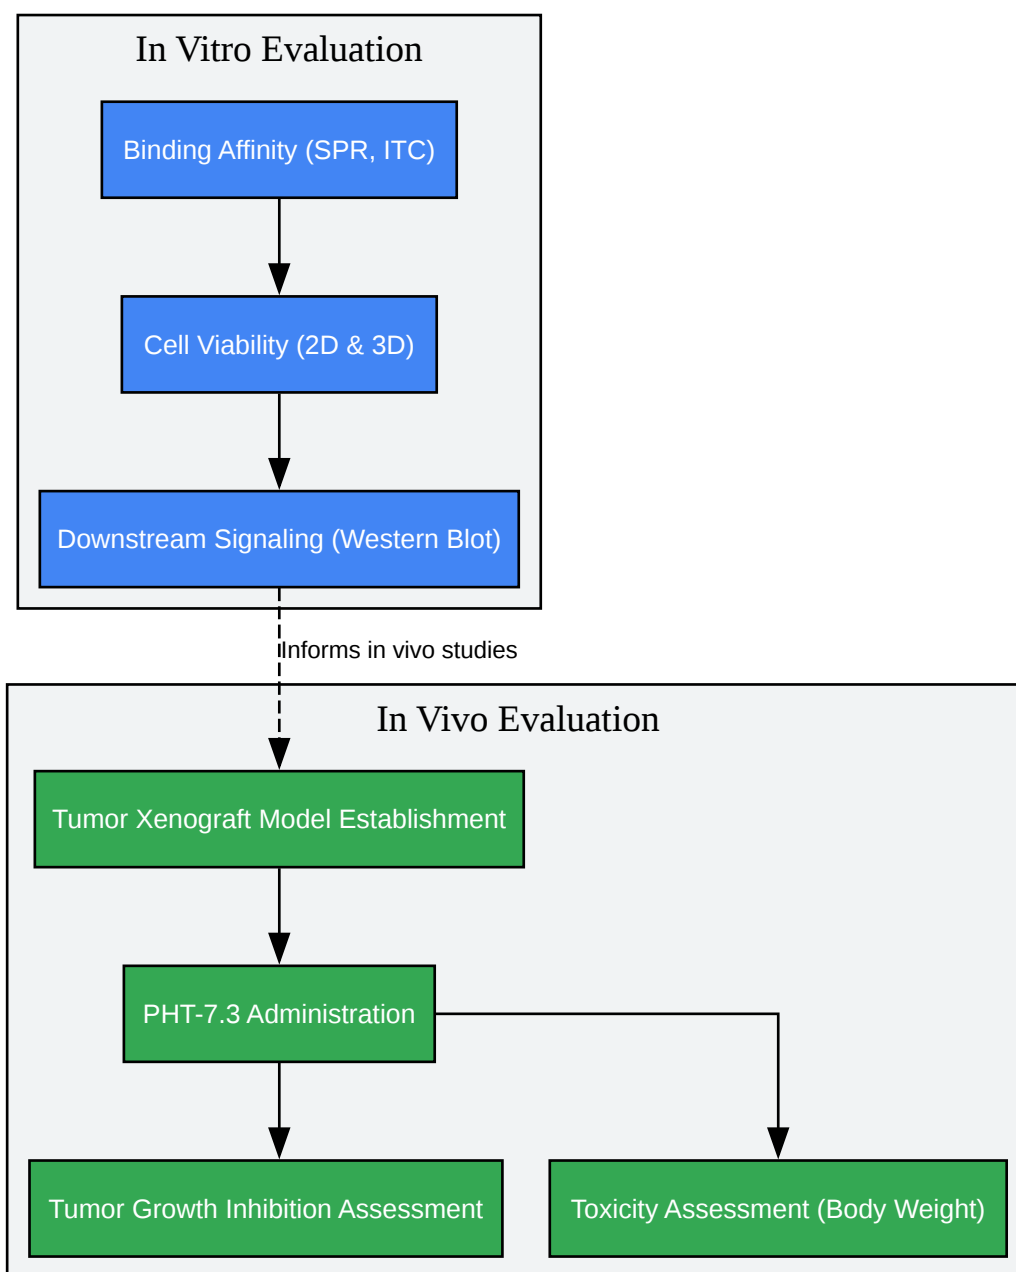 In Vitro Evaluation
Binding Affinity (SPR, ITC)
Cell Viability (2D & 3D)
Downstream Signaling (Western Blot)
Informs in vivo studies
In Vivo Evaluation
Tumor Xenograft Model Establishment
PHT-7.3 Administration
Tumor Growth Inhibition Assessment
Toxicity Assessment (Body Weight)